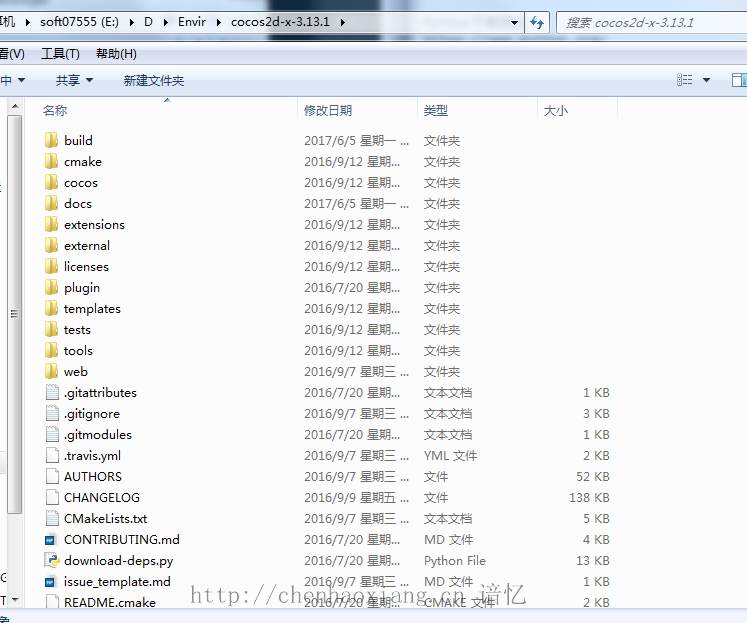 机 ▸ soft07555 (E:) ▸ D ▸ Envir ▸ cocos2d-x-3.13.1 ▸ 搜索 cocos2d-x-3.13.1
看(V) 工具(T) 帮助(H)
中 共享 新建文件夹
名称 修改日期 类型 大小
build 2017/6/5 星期一 ... 文件夹
cmake 2016/9/12 星期... 文件夹
cocos 2016/9/12 星期... 文件夹
docs 2017/6/5 星期一 ... 文件夹
extensions 2016/9/12 星期... 文件夹
external 2016/9/12 星期... 文件夹
licenses 2016/9/12 星期... 文件夹
plugin 2016/7/20 星期... 文件夹
templates 2016/9/12 星期... 文件夹
tests 2016/9/12 星期... 文件夹
tools 2016/9/12 星期... 文件夹
web 2016/9/7 星期三 ... 文件夹
.gitattributes 2016/7/20 星期... 文本文档 1 KB
.gitignore 2016/9/7 星期三 ... 文本文档 3 KB
.gitmodules 2016/7/20 星期... 文本文档 1 KB
.travis.yml 2016/9/7 星期三 ... YML 文件 2 KB
AUTHORS 2016/9/7 星期三 ... 文件 52 KB
CHANGELOG 2016/9/9 星期五 ... 文件 138 KB
CMakeLists.txt 2016/9/7 星期三 ... 文本文档 5 KB
CONTRIBUTING.md 2016/7/20 星期... MD 文件 4 KB
download-deps.py 2016/7/20 星期... Python File 13 KB
issue_template.md 2016/9/7 星期三 ... MD 文件 1 KB
README.cmake 2016/7/20 星期... CMAKE 文件 2 KB
http://chenhaoxiang.cn 谙忆